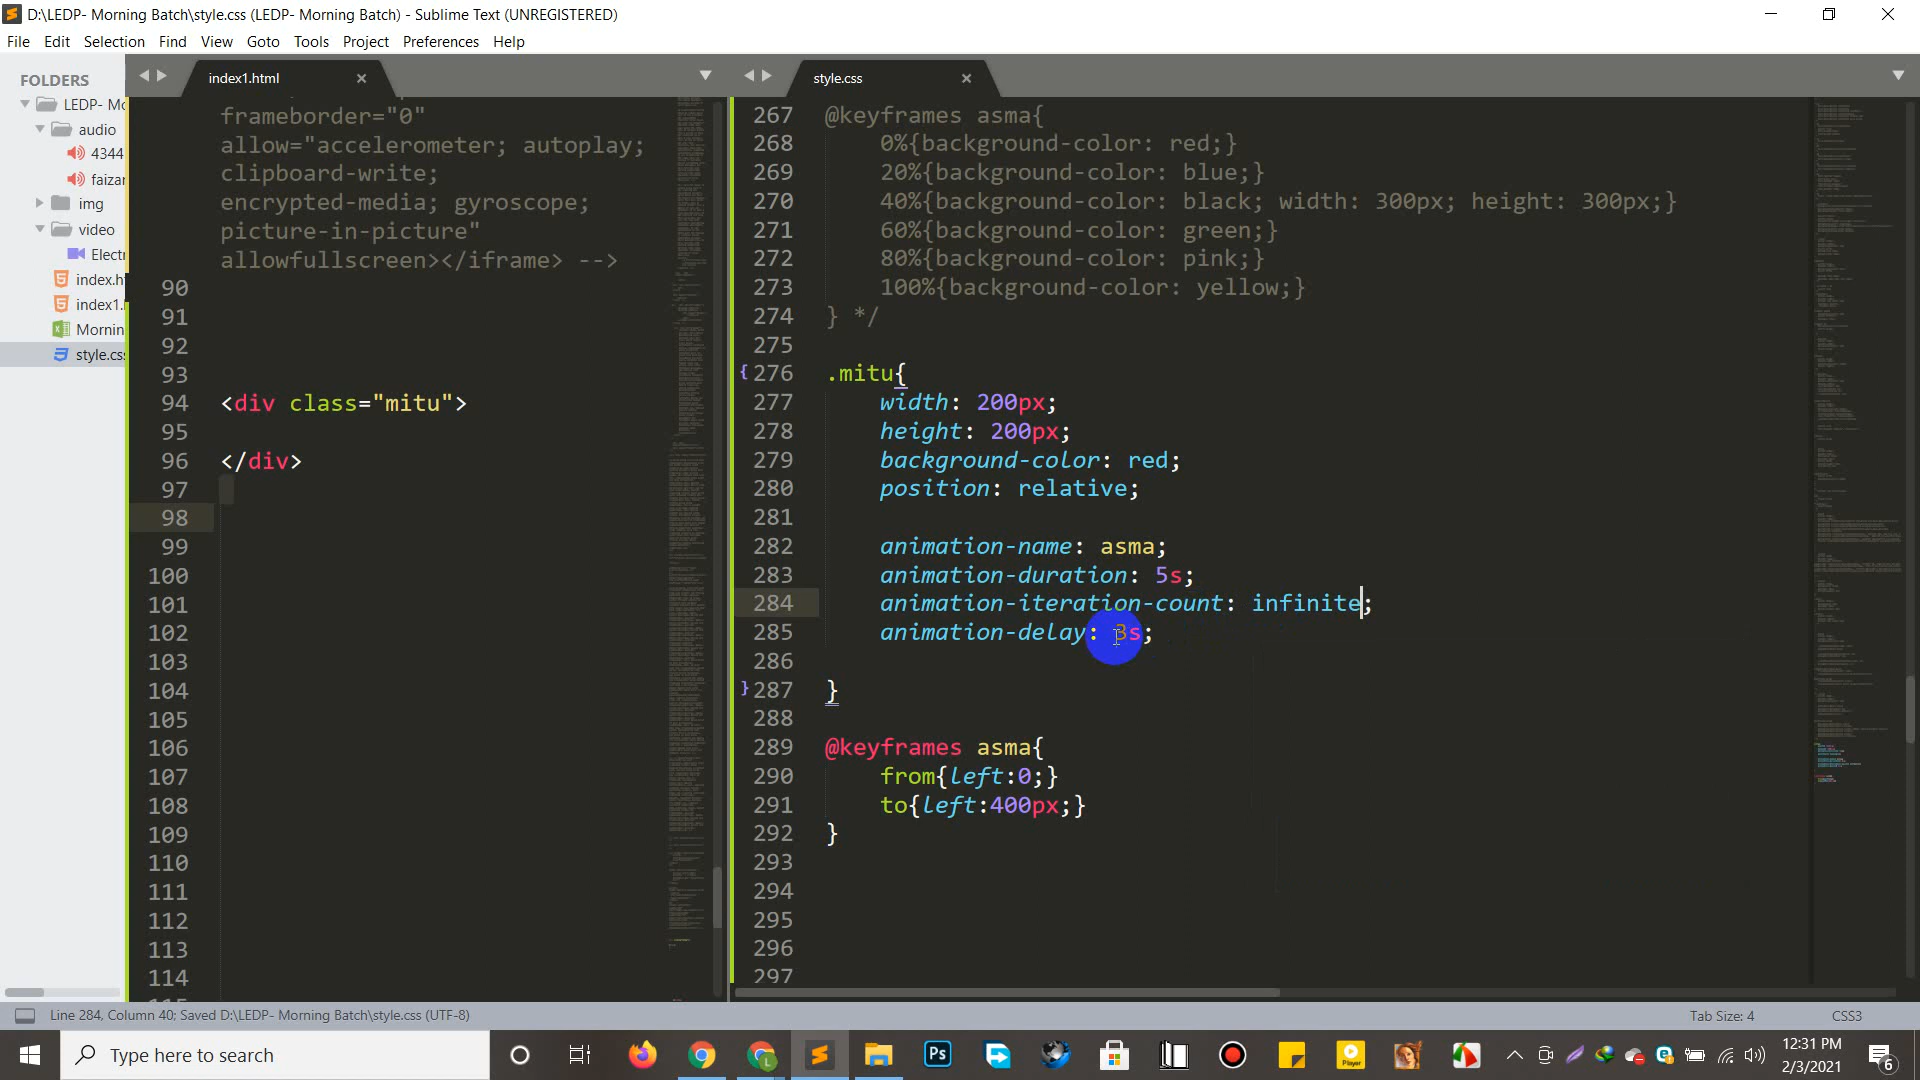 D:\LEDP- Morning Batch\style.css (LEDP- Morning Batch) - Sublime Text (UNREGISTERED)
File Edit Selection Find View Goto Tools Project Preferences Help
FOLDERS
LEDP- Mo
audio
4344
faizar
img
video
Electr
index.h
index1.
Mornin
style.css
index1.html
frameborder="0"
allow="accelerometer; autoplay;
clipboard-write;
encrypted-media; gyroscope;
picture-in-picture"
allowfullscreen></iframe> -->
90
91
92
93
94 <div class="mitu">
95
96 </div>
97
98
99
100
101
102
103
104
105
106
107
108
109
110
111
112
113
114
style.css
267 @keyframes asma{
268 0%{background-color: red;}
269 20%{background-color: blue;}
270 40%{background-color: black; width: 300px; height: 300px;}
271 60%{background-color: green;}
272 80%{background-color: pink;}
273 100%{background-color: yellow;}
274 } */
275
276 .mitu{
277 width: 200px;
278 height: 200px;
279 background-color: red;
280 position: relative;
281
282 animation-name: asma;
283 animation-duration: 5s;
284 animation-iteration-count: infinite;
285 animation-delay: 3s;
286
287 }
288
289 @keyframes asma{
290 from{left:0;}
291 to{left:400px;}
292 }
293
294
295
296
297
Line 284, Column 40; Saved D:\LEDP- Morning Batch\style.css (UTF-8)
Tab Size: 4
CSS3
Type here to search
Ps
Player
12:31 PM
2/3/2021
6